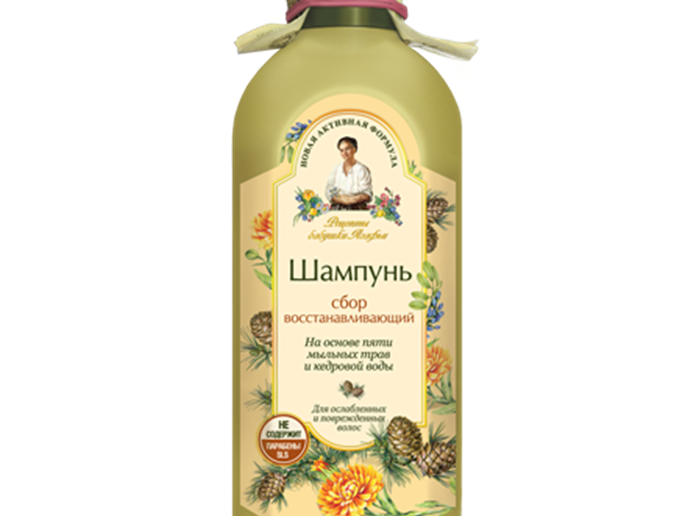 НОВАЯ АКТИВНАЯ ФОРМУЛА
Рецепты
бабушки Агафьи
Шампунь
сбор
восстанавливающий
На основе пяти
мыльных трав
и кедровой воды
Для ослабленных
и поврежденных
волос
НЕ
СОДЕРЖИТ
ПАРАБЕНЫ
SLS